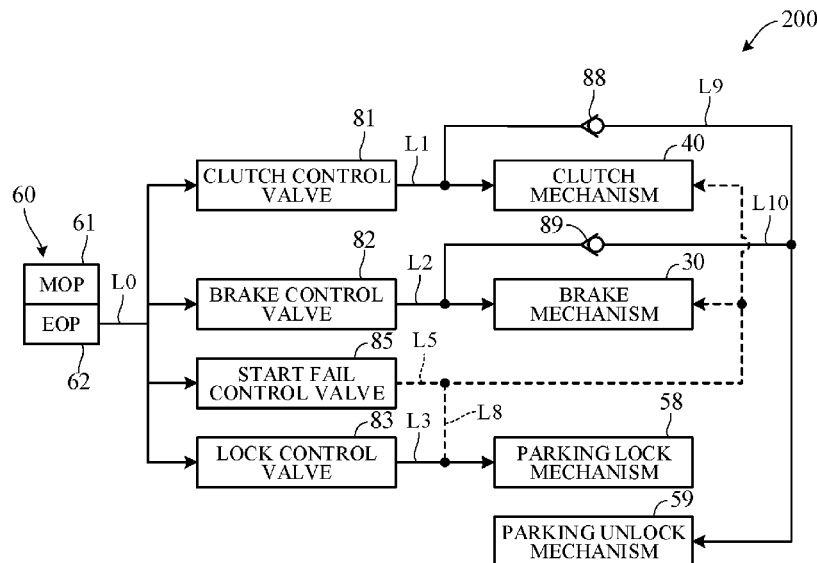 200
88
L9
81
L1
40
CLUTCH CONTROL
VALVE
CLUTCH
MECHANISM
60
61
L10
82
89
L0
L2
30
MOP
EOP
BRAKE CONTROL
VALVE
BRAKE
MECHANISM
62
85
L5
START FAIL
CONTROL VALVE
83
L3
L8
58
LOCK CONTROL
VALVE
PARKING LOCK
MECHANISM
59
PARKING UNLOCK
MECHANISM